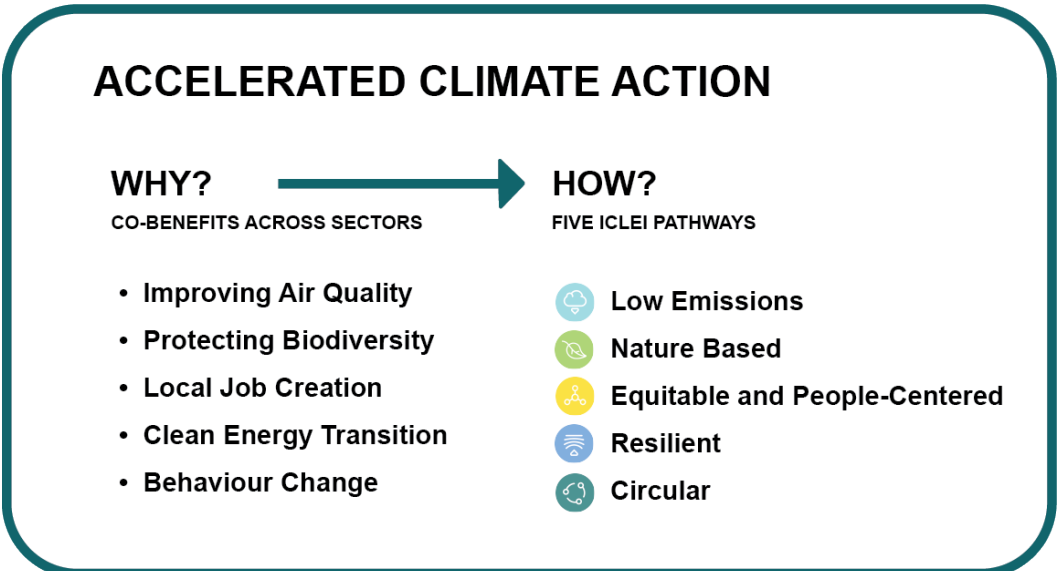 ACCELERATED CLIMATE ACTION
WHY?
CO-BENEFITS ACROSS SECTORS
• Improving Air Quality
• Protecting Biodiversity
• Local Job Creation
• Clean Energy Transition
• Behaviour Change
HOW?
FIVE ICLEI PATHWAYS
Low Emissions
Nature Based
Equitable and People-Centered
Resilient
Circular